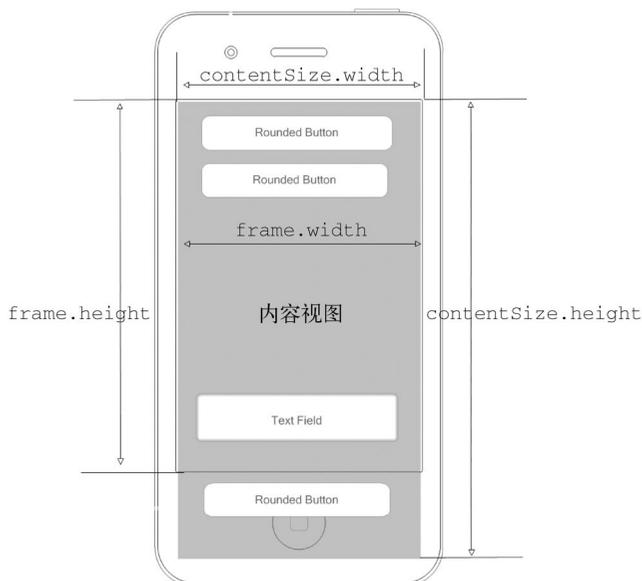 contentSize.width
Rounded Button
Rounded Button
frame.width
frame.height
内容视图
contentSize.height
Text Field
Rounded Button